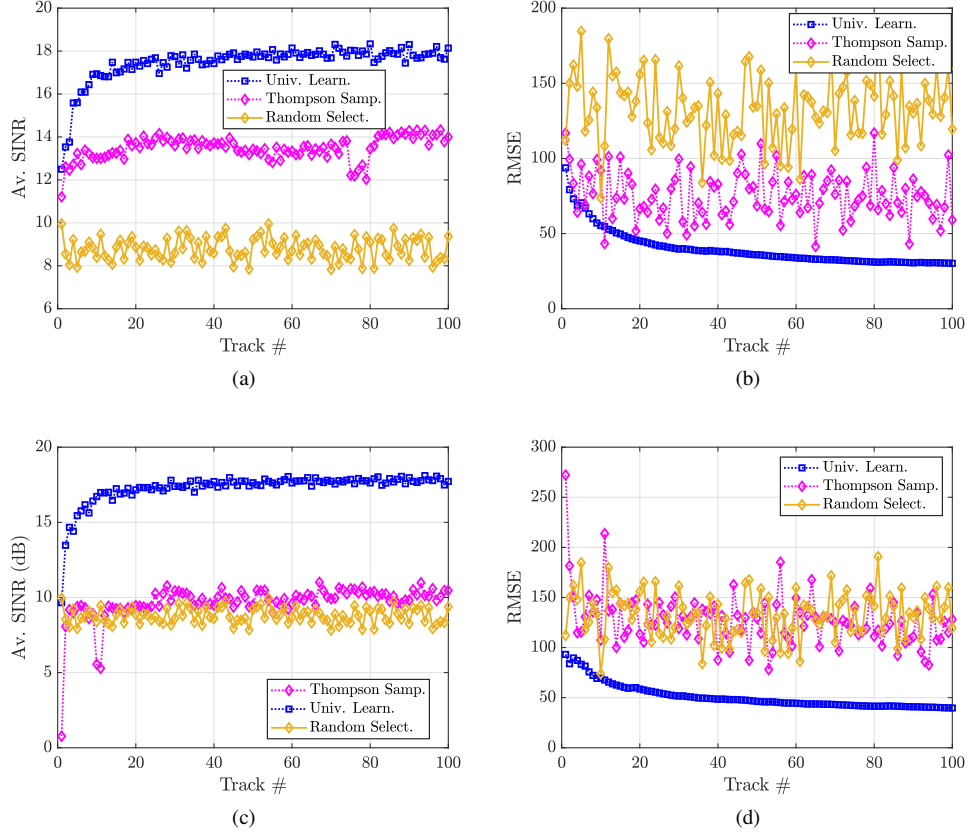 20
18
16
14
12
10
8
6
Av. SINR
Univ. Learn.
Thompson Samp.
Random Select.
0 20 40 60 80 100
Track #
(a)
200
150
100
50
0
RMSE
Univ. Learn.
Thompson Samp.
Random Select.
0 20 40 60 80 100
Track #
(b)
20
15
10
5
0
Av. SINR (dB)
Thompson Samp.
Univ. Learn.
Random Select.
0 20 40 60 80 100
Track #
(c)
300
250
200
150
100
50
0
RMSE
Univ. Learn.
Thompson Samp.
Random Select.
0 20 40 60 80 100
Track #
(d)